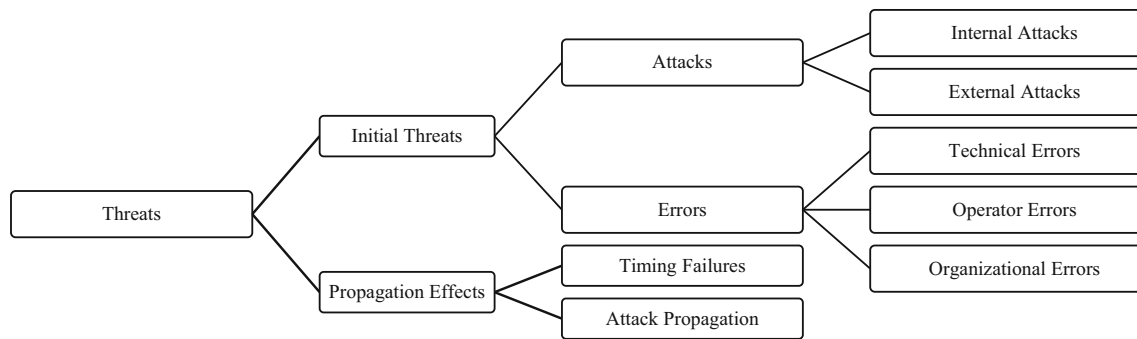 Threats
Initial Threats
Attacks
Internal Attacks
External Attacks
Errors
Technical Errors
Operator Errors
Organizational Errors
Propagation Effects
Timing Failures
Attack Propagation